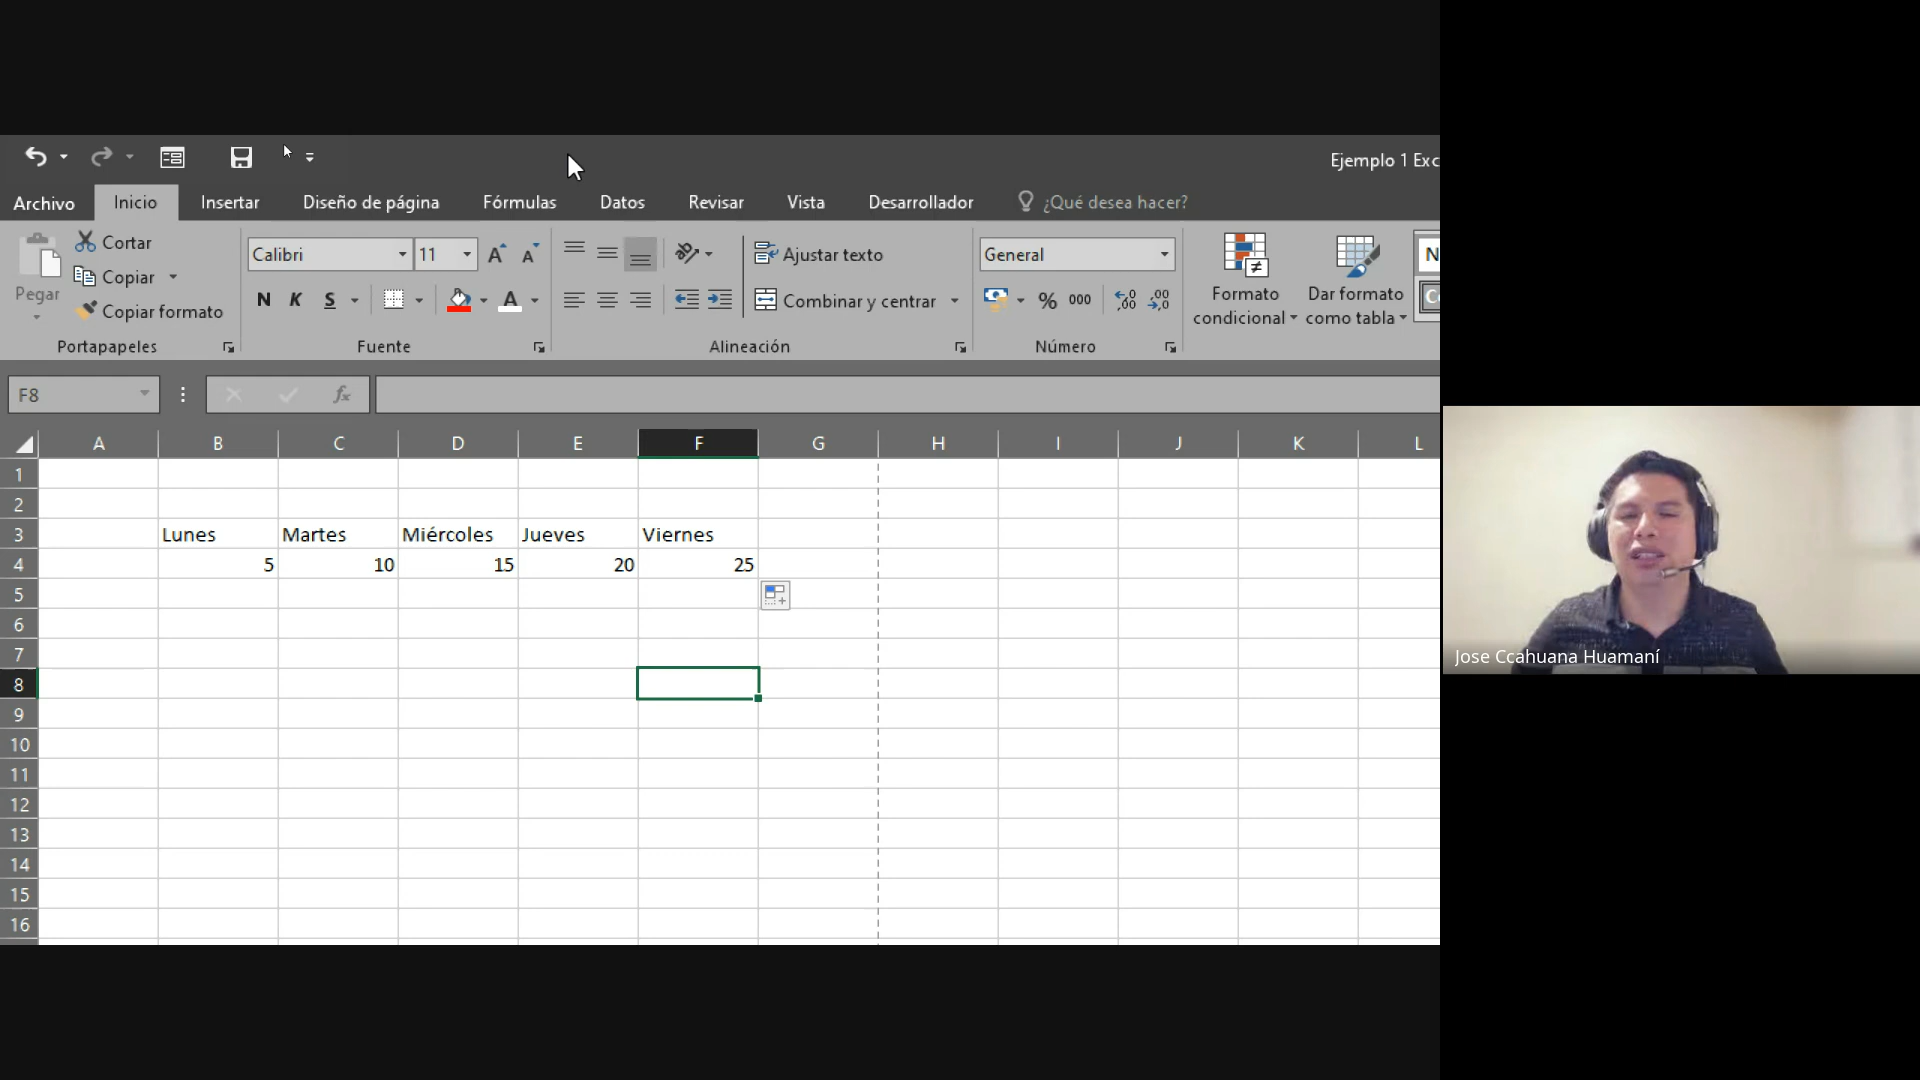 Ejemplo 1 Exc
Archivo Inicio Insertar Diseño de página Fórmulas Datos Revisar Vista Desarrollador ¿Qué desea hacer?
Pegar
Cortar
Copiar
Copiar formato
Portapapeles
Calibri 11
N K S A
Fuente
Ajustar texto
Combinar y centrar
Alineación
General
% 000
Número
Formato condicional
Dar formato como tabla
N
C
F8 fx
A B C D E F G H I J K L
1
2
3 Lunes Martes Miércoles Jueves Viernes
4 5 10 15 20 25
5
6
7
8
9
10
11
12
13
14
15
16
Jose Ccahuana Huamaní